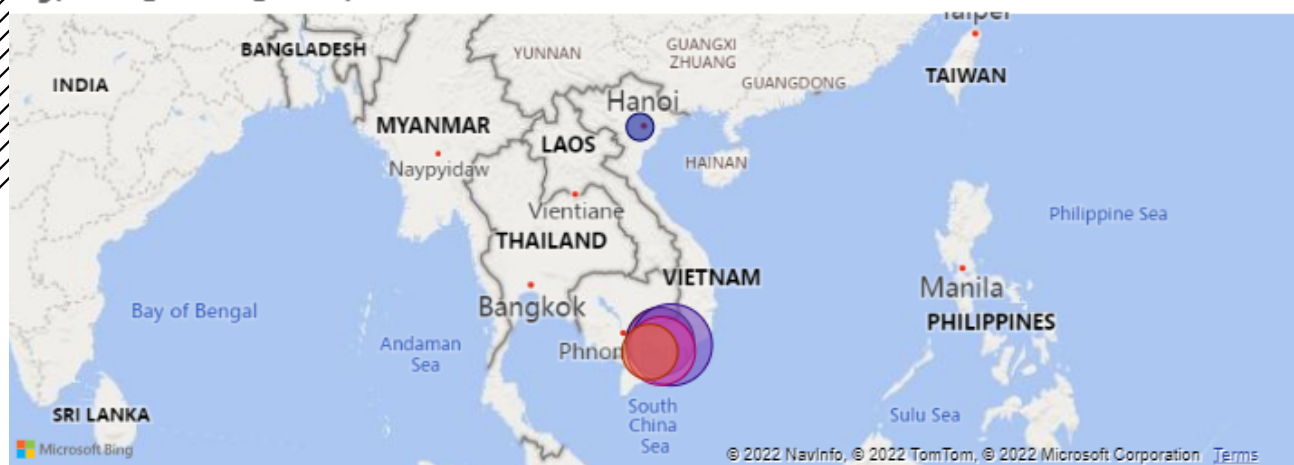 Taipei
BANGLADESH
YUNNAN
GUANGXI
ZHUANG
INDIA
GUANGDONG
TAIWAN
Hanoi
MYANMAR
LAOS
Naypyidaw
HAINAN
Vientiane
Philippine Sea
THAILAND
VIETNAM
Manila
Bangkok
Bay of Bengal
PHILIPPINES
Andaman
Sea
Phnom
SRI LANKA
South
China
Sea
Sulu Sea
Microsoft Bing
© 2022 NavInfo, © 2022 TomTom, © 2022 Microsoft Corporation Terms